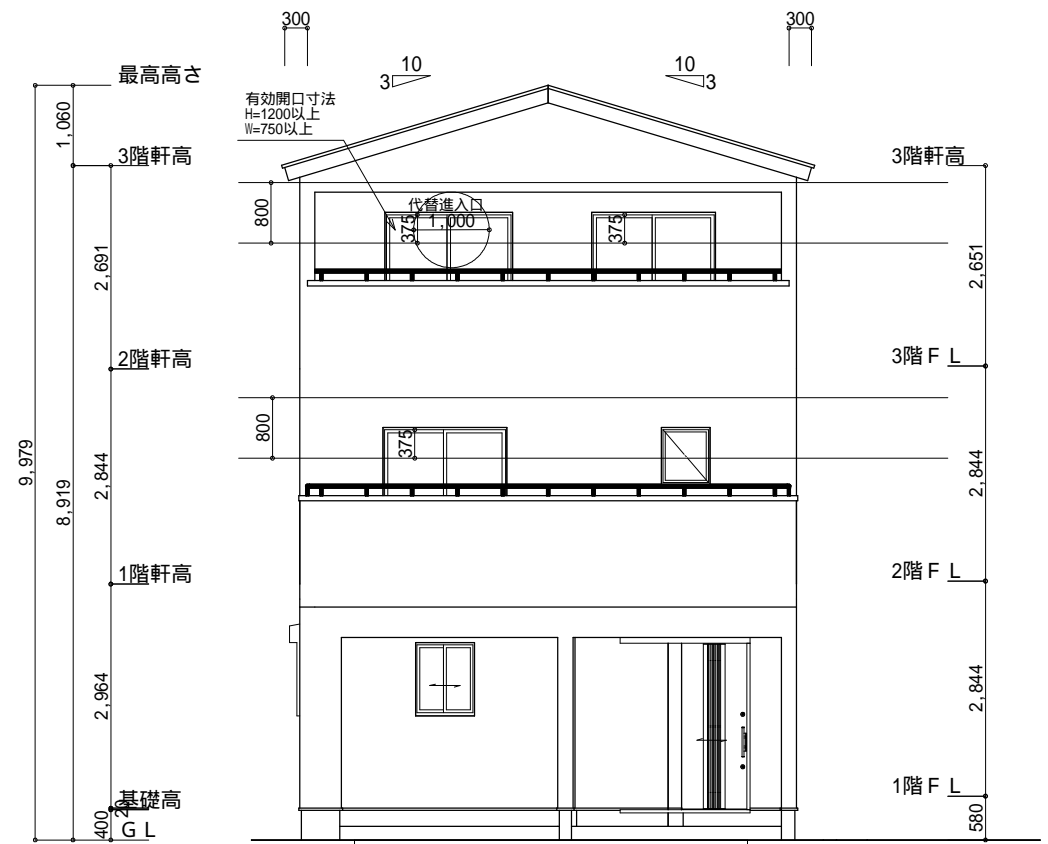 300
300
10
3
10
3
最高高さ
有効開口寸法
H=1200以上
W=750以上
1,060
3階軒高
3階軒高
800
代替進入口
1,000
375
375
2,691
2,651
2階軒高
3階ＦＬ
800
375
9,979
8,919
2,844
2,844
1階軒高
2階ＦＬ
2,964
2,844
基礎高
20
1階ＦＬ
400
ＧＬ
580